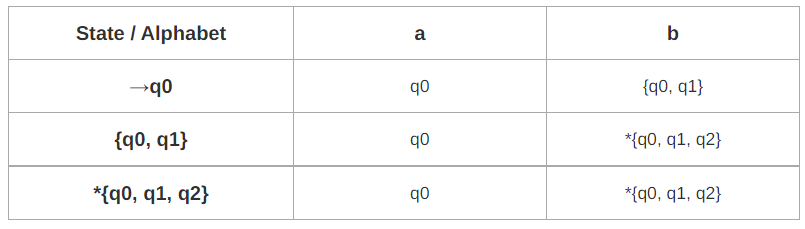 State / Alphabet a b
→q0 q0 {q0, q1}
{q0, q1} q0 *{q0, q1, q2}
*{q0, q1, q2} q0 *{q0, q1, q2}